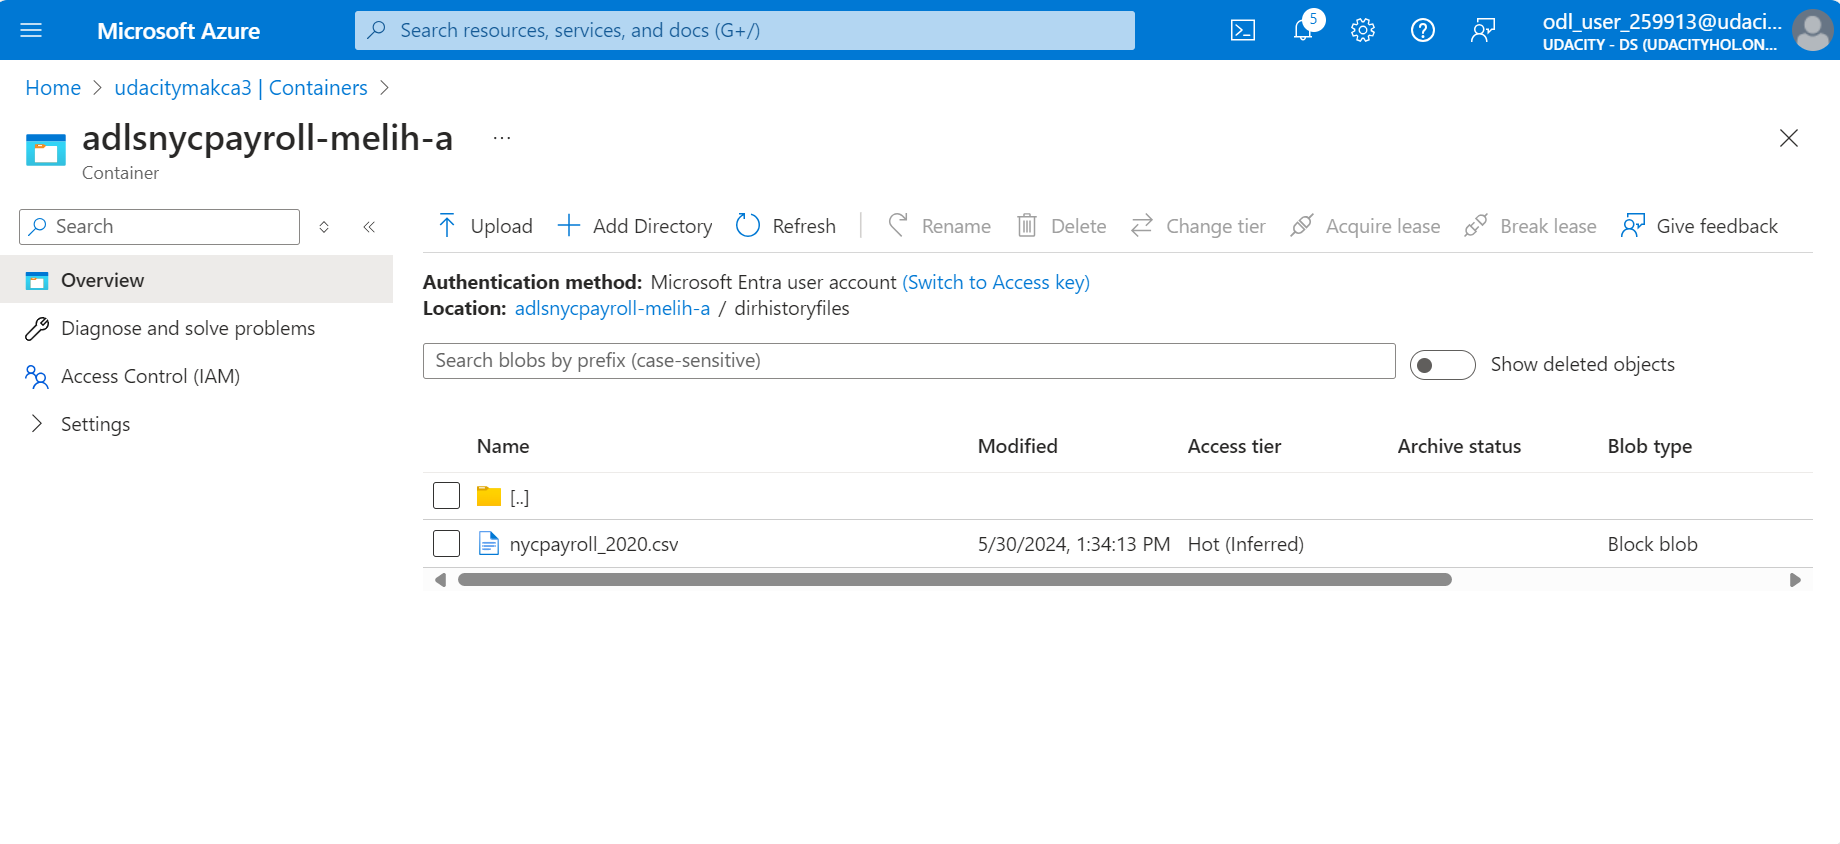 Microsoft Azure
Search resources, services, and docs (G+/)
5
odl_user_259913@udaci...
UDACITY - DS (UDACITYHOL.ON...
Home > udacitymakca3 | Containers >
adlsnycpayroll-melih-a ...
Container
Search
Upload
Add Directory
Refresh
Rename
Delete
Change tier
Acquire lease
Break lease
Give feedback
Overview
Diagnose and solve problems
Access Control (IAM)
Settings
Authentication method: Microsoft Entra user account (Switch to Access key)
Location: adlsnycpayroll-melih-a / dirhistoryfiles
Search blobs by prefix (case-sensitive)
Show deleted objects
Name Modified Access tier Archive status Blob type
[..]
nycpayroll_2020.csv 5/30/2024, 1:34:13 PM Hot (Inferred) Block blob